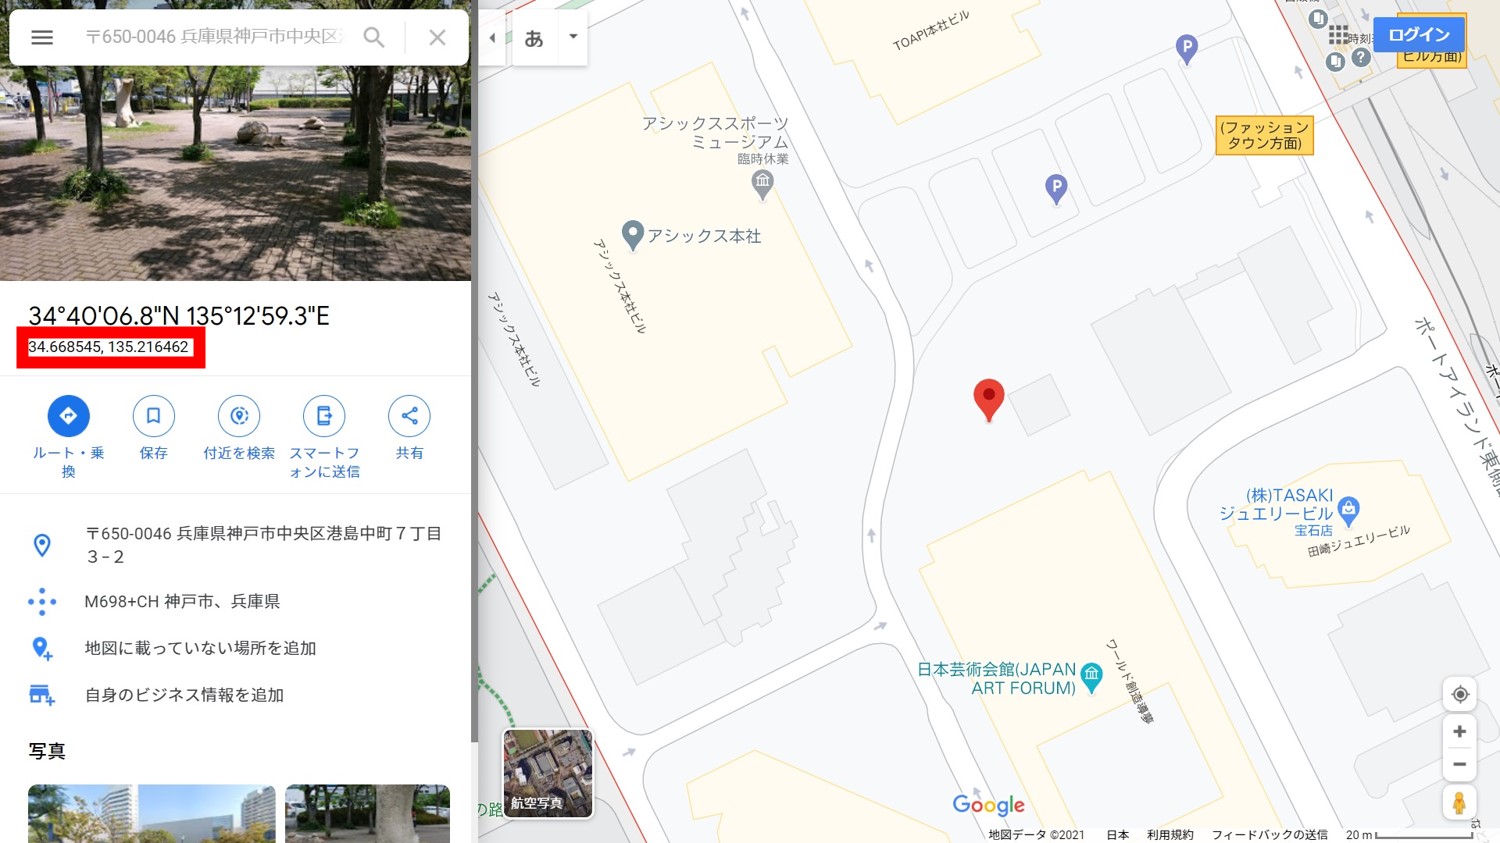 〒650-0046 兵庫県神戸市中央区
34°40'06.8"N 135°12'59.3"E
34.668545, 135.216462
ルート・乗
換
保存
付近を検索
スマートフ
ォンに送信
共有
〒650-0046 兵庫県神戸市中央区港島中町７丁目
３−２
M698+CH 神戸市、兵庫県
地図に載っていない場所を追加
自身のビジネス情報を追加
写真
あ
TOAPI本社ビル
P
時刻
?
ログイン
ビル方面)
(ファッション
タウン方面)
アシックススポーツ
ミュージアム
臨時休業
P
アシックス本社
アシックス本社ビル
アシックス本社ビル
ポートアイランド東側
(株)TASAKI
ジュエリービル
宝石店
田崎ジュエリービル
日本芸術会館(JAPAN
ART FORUM)
ワールド創造導夢
の路
航空写真
Google
地図データ ©2021
日本
利用規約
フィードバックの送信
20 m